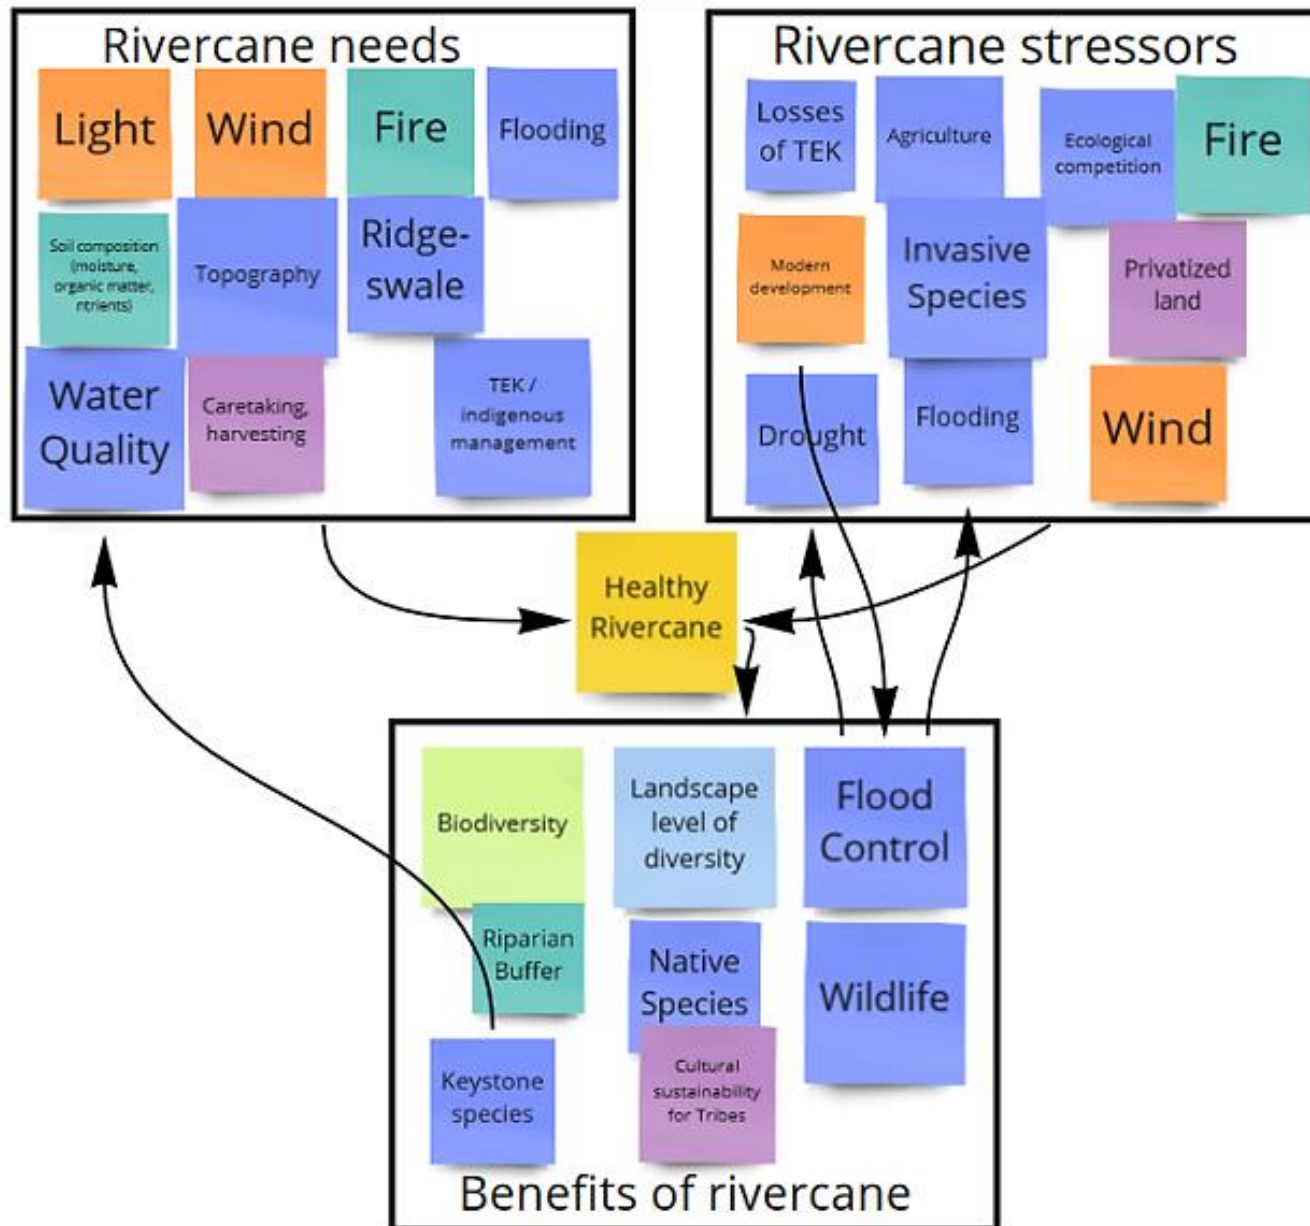 Rivercane needs
Light
Wind
Fire
Flooding
Soil composition
(moisture,
organic matter,
ntrients)
Topography
Ridge-
swale
Water
Quality
Caretaking,
harvesting
TEK /
indigenous
management
Rivercane stressors
Losses
of TEK
Agriculture
Ecological
competition
Fire
Modern
development
Invasive
Species
Privatized
land
Drought
Flooding
Wind
Healthy
Rivercane
Biodiversity
Landscape
level of
diversity
Flood
Control
Riparian
Buffer
Native
Species
Wildlife
Keystone
species
Cultural
sustainability
for Tribes
Benefits of rivercane